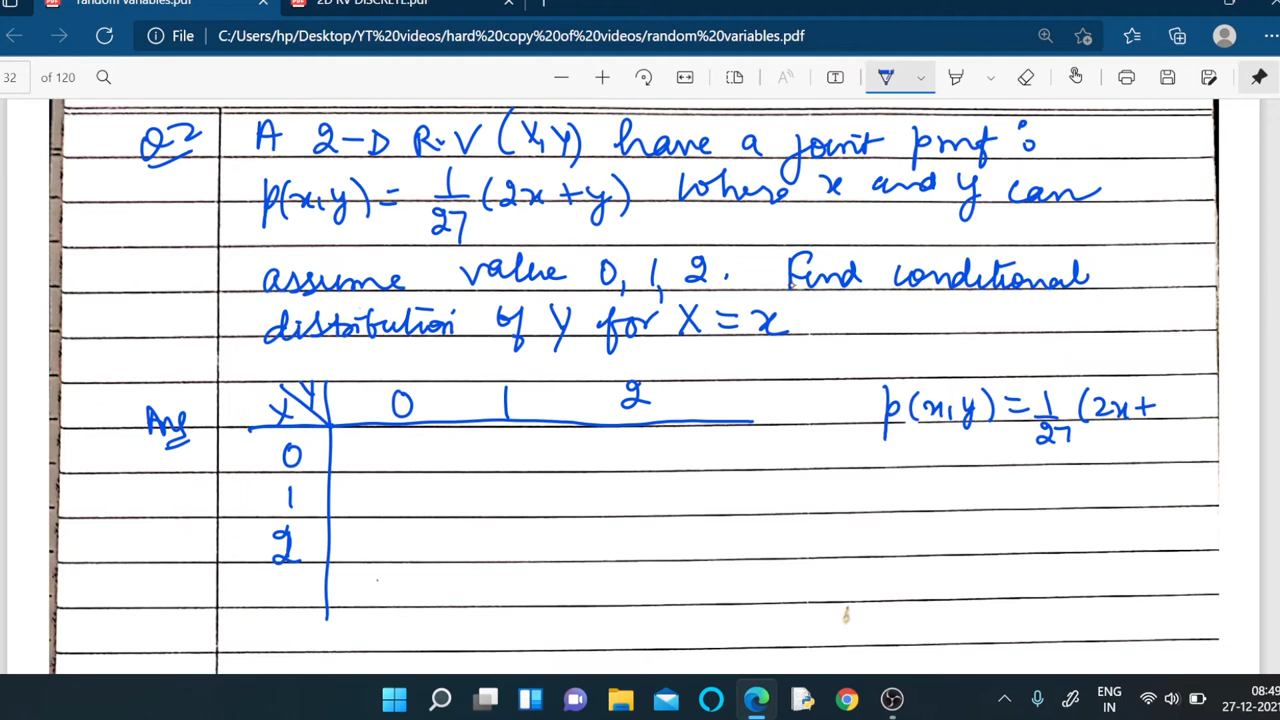 random variables.pdf
2D RV DISCRETE.pdf
File C:/Users/hp/Desktop/YT%20videos/hard%20copy%20of%20videos/random%20variables.pdf
32 of 120
Q2 A 2-D R.V (X,Y) have a joint pmf :
p(x,y) = 1/27 (2x+y) where x and y can
assume value 0, 1, 2. Find conditional
distribution of Y for X = x
Ans X Y 0 1 2 p(x,y) = 1/27 (2x+
0
1
2
ENG
IN
08:49
27-12-202